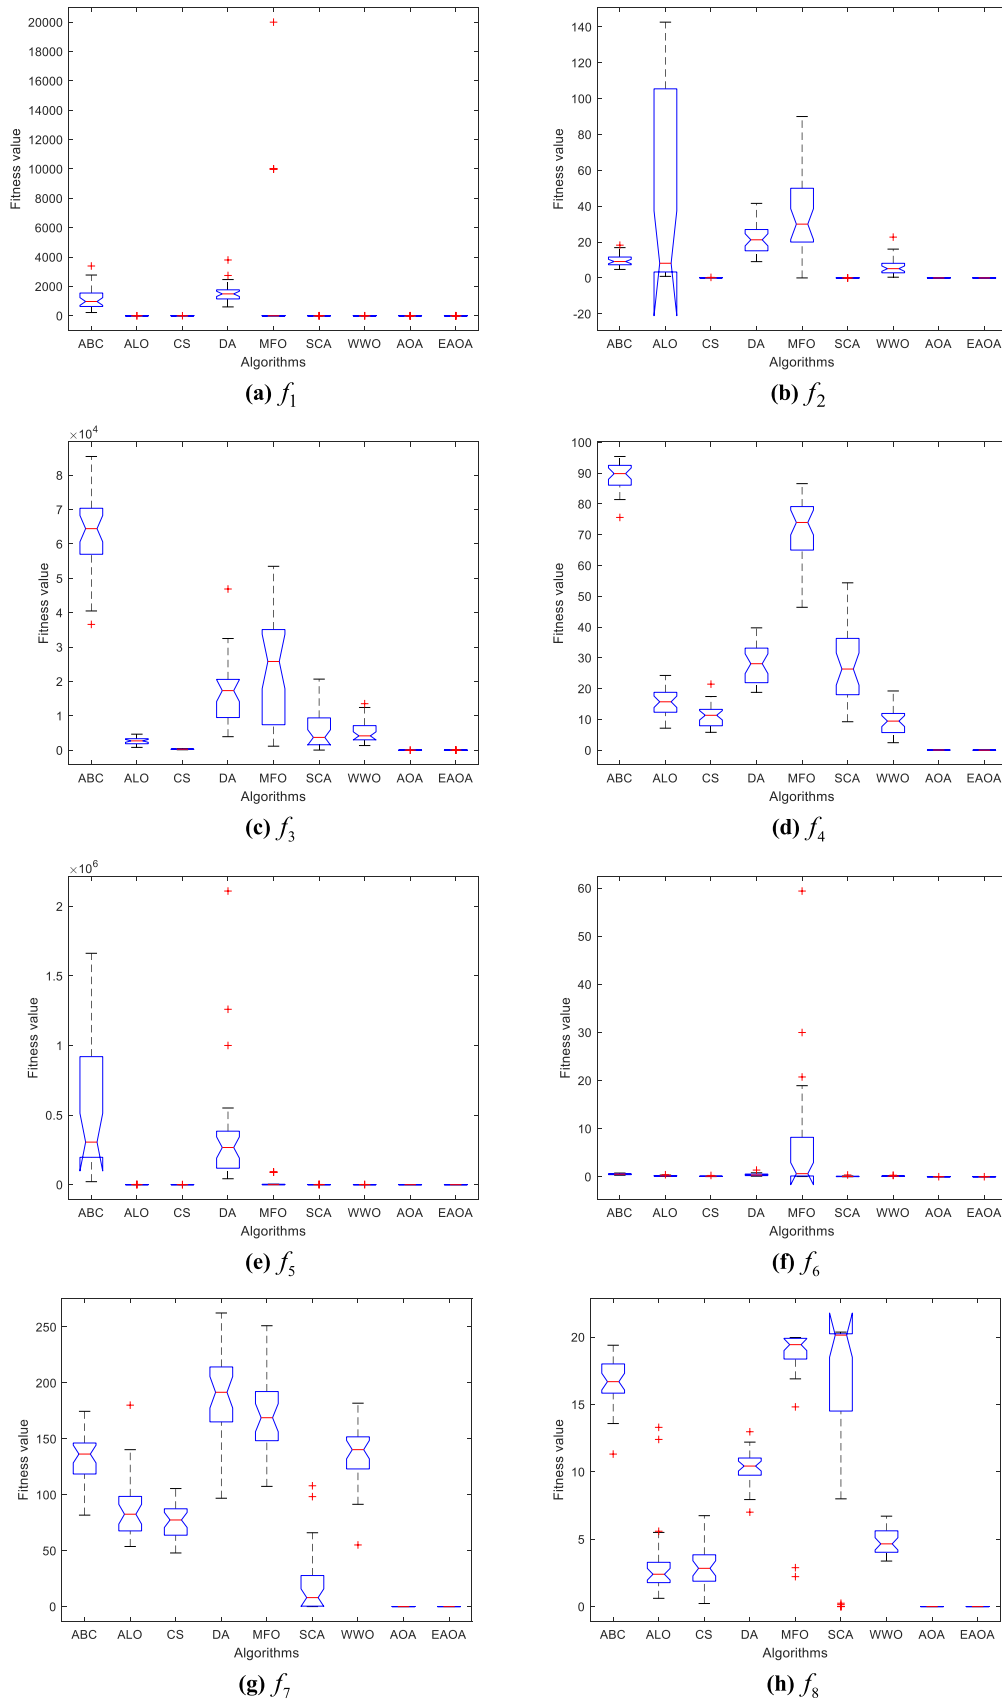 20000
18000
16000
14000
12000
10000
8000
6000
4000
2000
0
Fitness value
ABC ALO CS DA MFO SCA WWO AOA EAOA
Algorithms
(a) f1
140
120
100
80
60
40
20
0
-20
Fitness value
ABC ALO CS DA MFO SCA WWO AOA EAOA
Algorithms
(b) f2
×10^4
8
7
6
5
4
3
2
1
0
Fitness value
ABC ALO CS DA MFO SCA WWO AOA EAOA
Algorithms
(c) f3
100
90
80
70
60
50
40
30
20
10
0
Fitness value
ABC ALO CS DA MFO SCA WWO AOA EAOA
Algorithms
(d) f4
×10^6
2
1.5
1
0.5
0
Fitness value
ABC ALO CS DA MFO SCA WWO AOA EAOA
Algorithms
(e) f5
60
50
40
30
20
10
0
Fitness value
ABC ALO CS DA MFO SCA WWO AOA EAOA
Algorithms
(f) f6
250
200
150
100
50
0
Fitness value
ABC ALO CS DA MFO SCA WWO AOA EAOA
Algorithms
(g) f7
20
15
10
5
0
Fitness value
ABC ALO CS DA MFO SCA WWO AOA EAOA
Algorithms
(h) f8